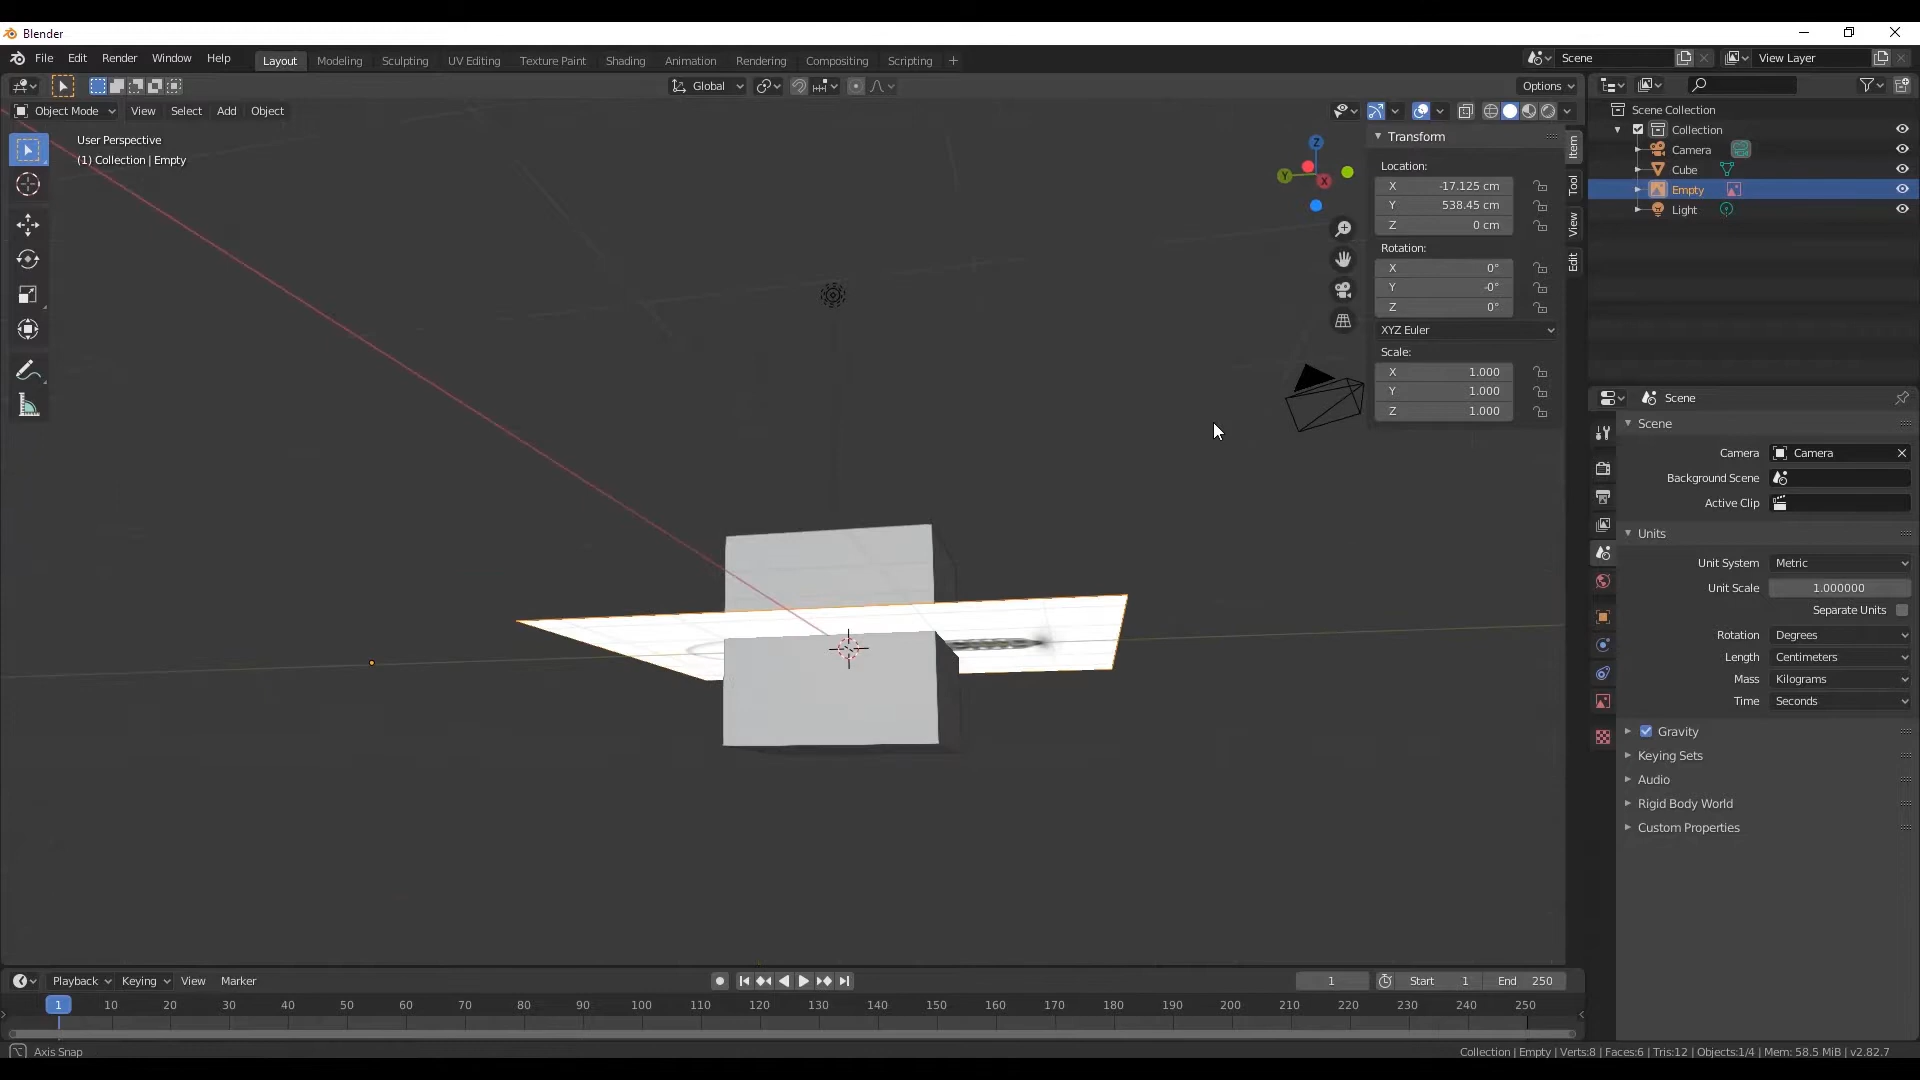 Blender
File Edit Render Window Help
Layout Modeling Sculpting UV Editing Texture Paint Shading Animation Rendering Compositing Scripting +
Scene
View Layer
Global
Options
Object Mode View Select Add Object
User Perspective
(1) Collection | Empty
Z
Y
X
Transform
Location:
X -17.125 cm
Y 538.45 cm
Z 0 cm
Rotation:
X 0°
Y -0°
Z 0°
XYZ Euler
Scale:
X 1.000
Y 1.000
Z 1.000
Item
Tool
View
Edit
Scene Collection
Collection
Camera
Cube
Empty
Light
Scene
Scene
Camera Camera
Background Scene
Active Clip
Units
Unit System Metric
Unit Scale 1.000000
Separate Units
Rotation Degrees
Length Centimeters
Mass Kilograms
Time Seconds
Gravity
Keying Sets
Audio
Rigid Body World
Custom Properties
Playback Keying View Marker
1
Start 1
End 250
1 10 20 30 40 50 60 70 80 90 100 110 120 130 140 150 160 170 180 190 200 210 220 230 240 250
Axis Snap
Collection | Empty | Verts:8 | Faces:6 | Tris:12 | Objects:1/4 | Mem: 58.5 MiB | v2.82.7